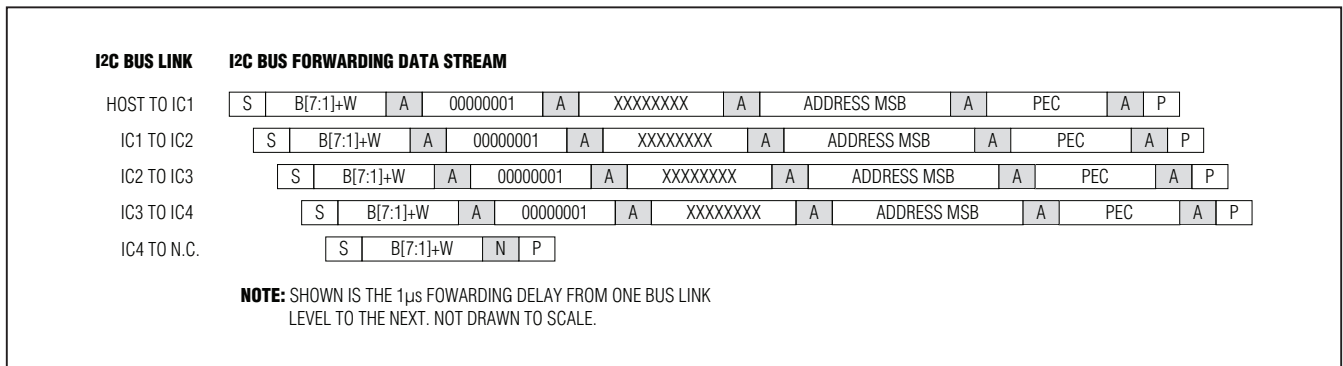 I2C BUS LINK I2C BUS FORWARDING DATA STREAM
HOST TO IC1 S B[7:1]+W A 00000001 A XXXXXXXX A ADDRESS MSB A PEC A P
IC1 TO IC2 S B[7:1]+W A 00000001 A XXXXXXXX A ADDRESS MSB A PEC A P
IC2 TO IC3 S B[7:1]+W A 00000001 A XXXXXXXX A ADDRESS MSB A PEC A P
IC3 TO IC4 S B[7:1]+W A 00000001 A XXXXXXXX A ADDRESS MSB A PEC A P
IC4 TO N.C. S B[7:1]+W N P
NOTE: SHOWN IS THE 1µs FOWARDING DELAY FROM ONE BUS LINK
LEVEL TO THE NEXT. NOT DRAWN TO SCALE.